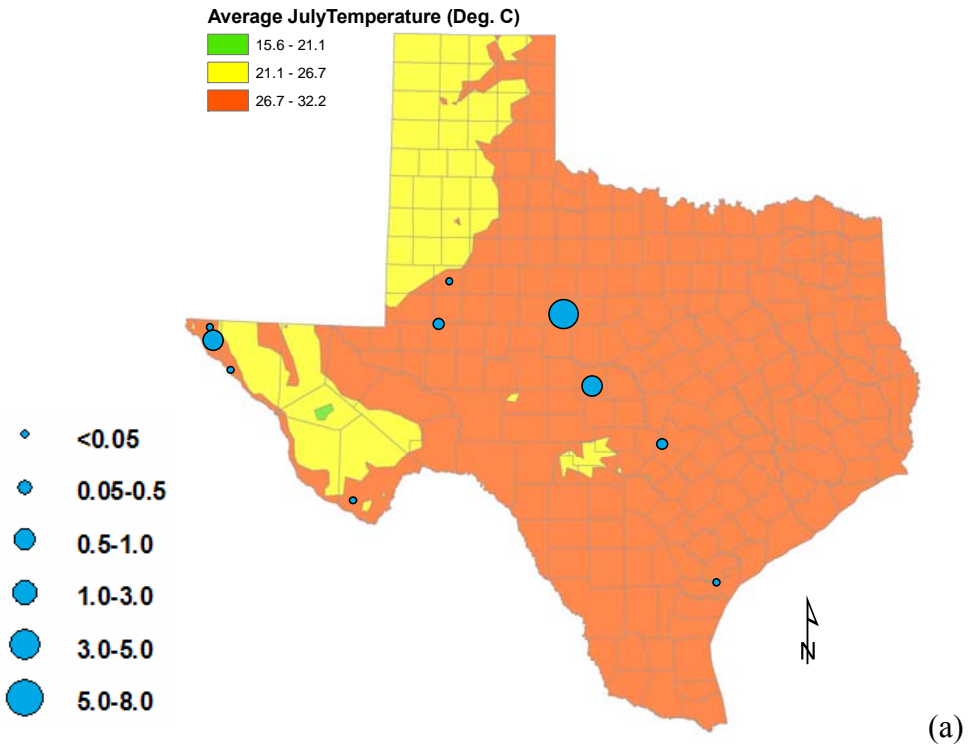 Average JulyTemperature (Deg. C)
15.6 - 21.1
21.1 - 26.7
26.7 - 32.2
<0.05
0.05-0.5
0.5-1.0
1.0-3.0
3.0-5.0
5.0-8.0
N
(a)